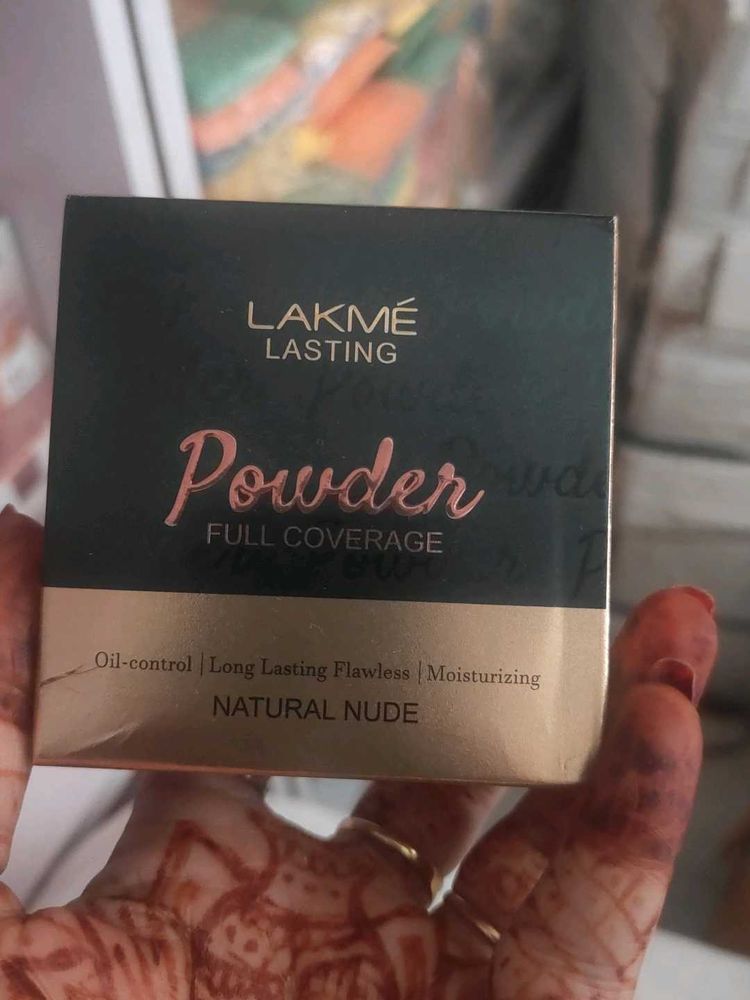 LAKMÉ
LASTING
Powder
FULL COVERAGE
Oil-control | Long Lasting Flawless | Moisturizing
NATURAL NUDE